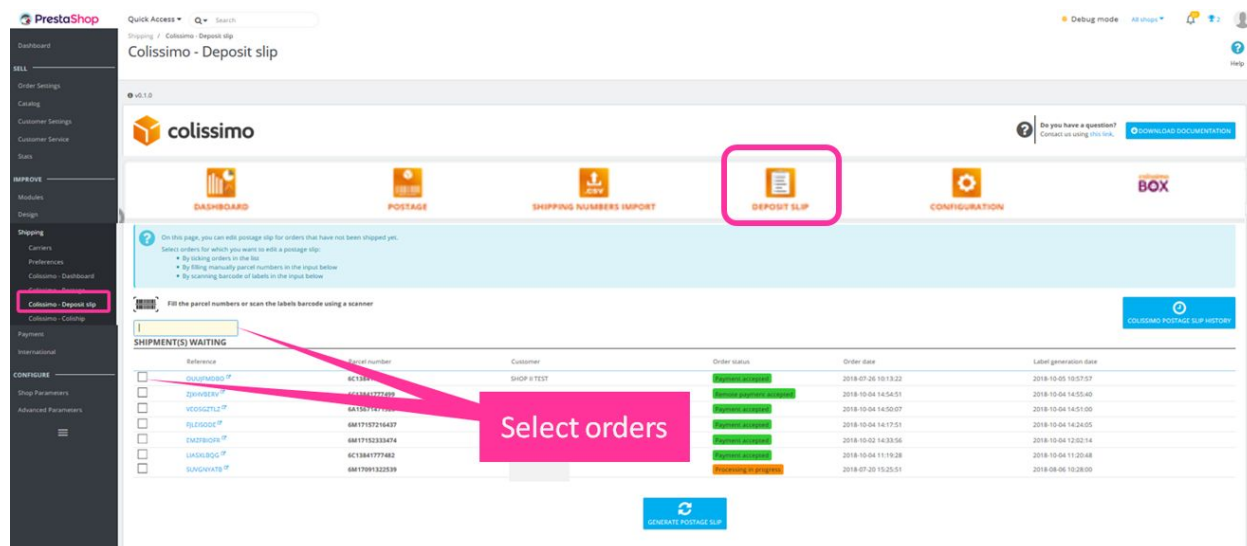 PrestaShop
Quick Access
Search
Debug mode
All shops
2
Shipping / Colissimo - Deposit slip
Colissimo - Deposit slip
Help
Dashboard
SELL
Order Settings
Catalog
Customer Settings
Customer Service
Stats
IMPROVE
Modules
Design
Shipping
Carriers
Preferences
Colissimo - Dashboard
Colissimo - Deposit slip
Colissimo - Coliship
Payment
International
CONFIGURE
Shop Parameters
Advanced Parameters
v0.1.0
colissimo
Do you have a question?
Contact us using this link.
DOWNLOAD DOCUMENTATION
DASHBOARD
POSTAGE
.CSV
SHIPPING NUMBERS IMPORT
DEPOSIT SLIP
CONFIGURATION
colissimo
BOX
On this page, you can edit postage slip for orders that have not been shipped yet.
Select orders for which you want to edit a postage slip:
By ticking orders in the list
By filling manually parcel numbers in the input below
By scanning barcode of labels in the input below
Fill the parcel numbers or scan the labels barcode using a scanner
COLISSIMO POSTAGE SLIP HISTORY
SHIPMENT(S) WAITING
Reference Parcel number Customer Order status Order date Label generation date
SHOP II TEST Payment accepted 2018-07-26 10:13:22 2018-10-05 10:57:57
Remote payment accepted 2018-10-04 14:54:51 2018-10-04 14:55:40
VEOSGZTLZ Payment accepted 2018-10-04 14:50:07 2018-10-04 14:51:00
6M17157216437 Payment accepted 2018-10-04 14:17:51 2018-10-04 14:24:05
6M17152333474 Payment accepted 2018-10-02 14:33:56 2018-10-04 12:02:14
6C13841777482 Payment accepted 2018-10-04 11:19:28 2018-10-04 11:20:48
SUVGNYATB 6M17091322539 Processing in progress 2018-07-20 15:25:51 2018-08-06 10:28:00
Select orders
GENERATE POSTAGE SLIP